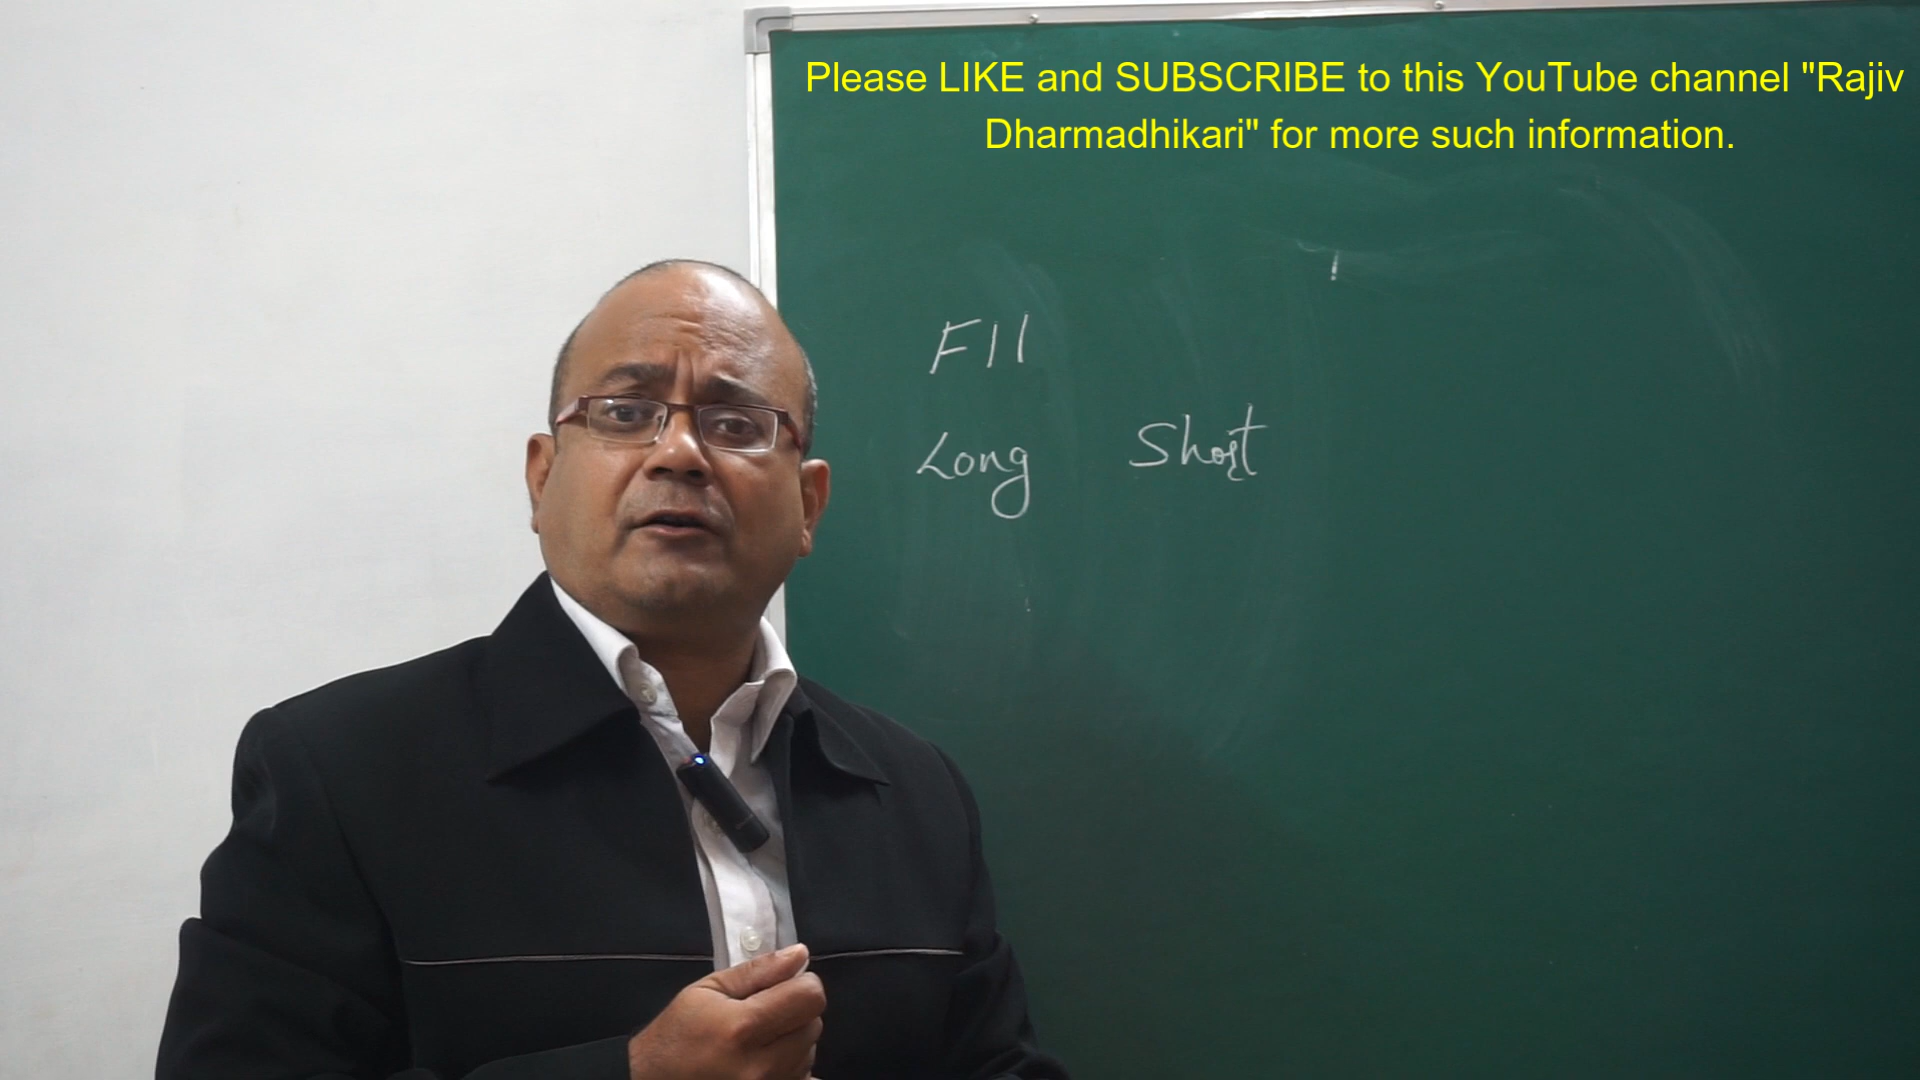 Please LIKE and SUBSCRIBE to this YouTube channel "Rajiv
Dharmadhikari" for more such information.
FII
Long Short